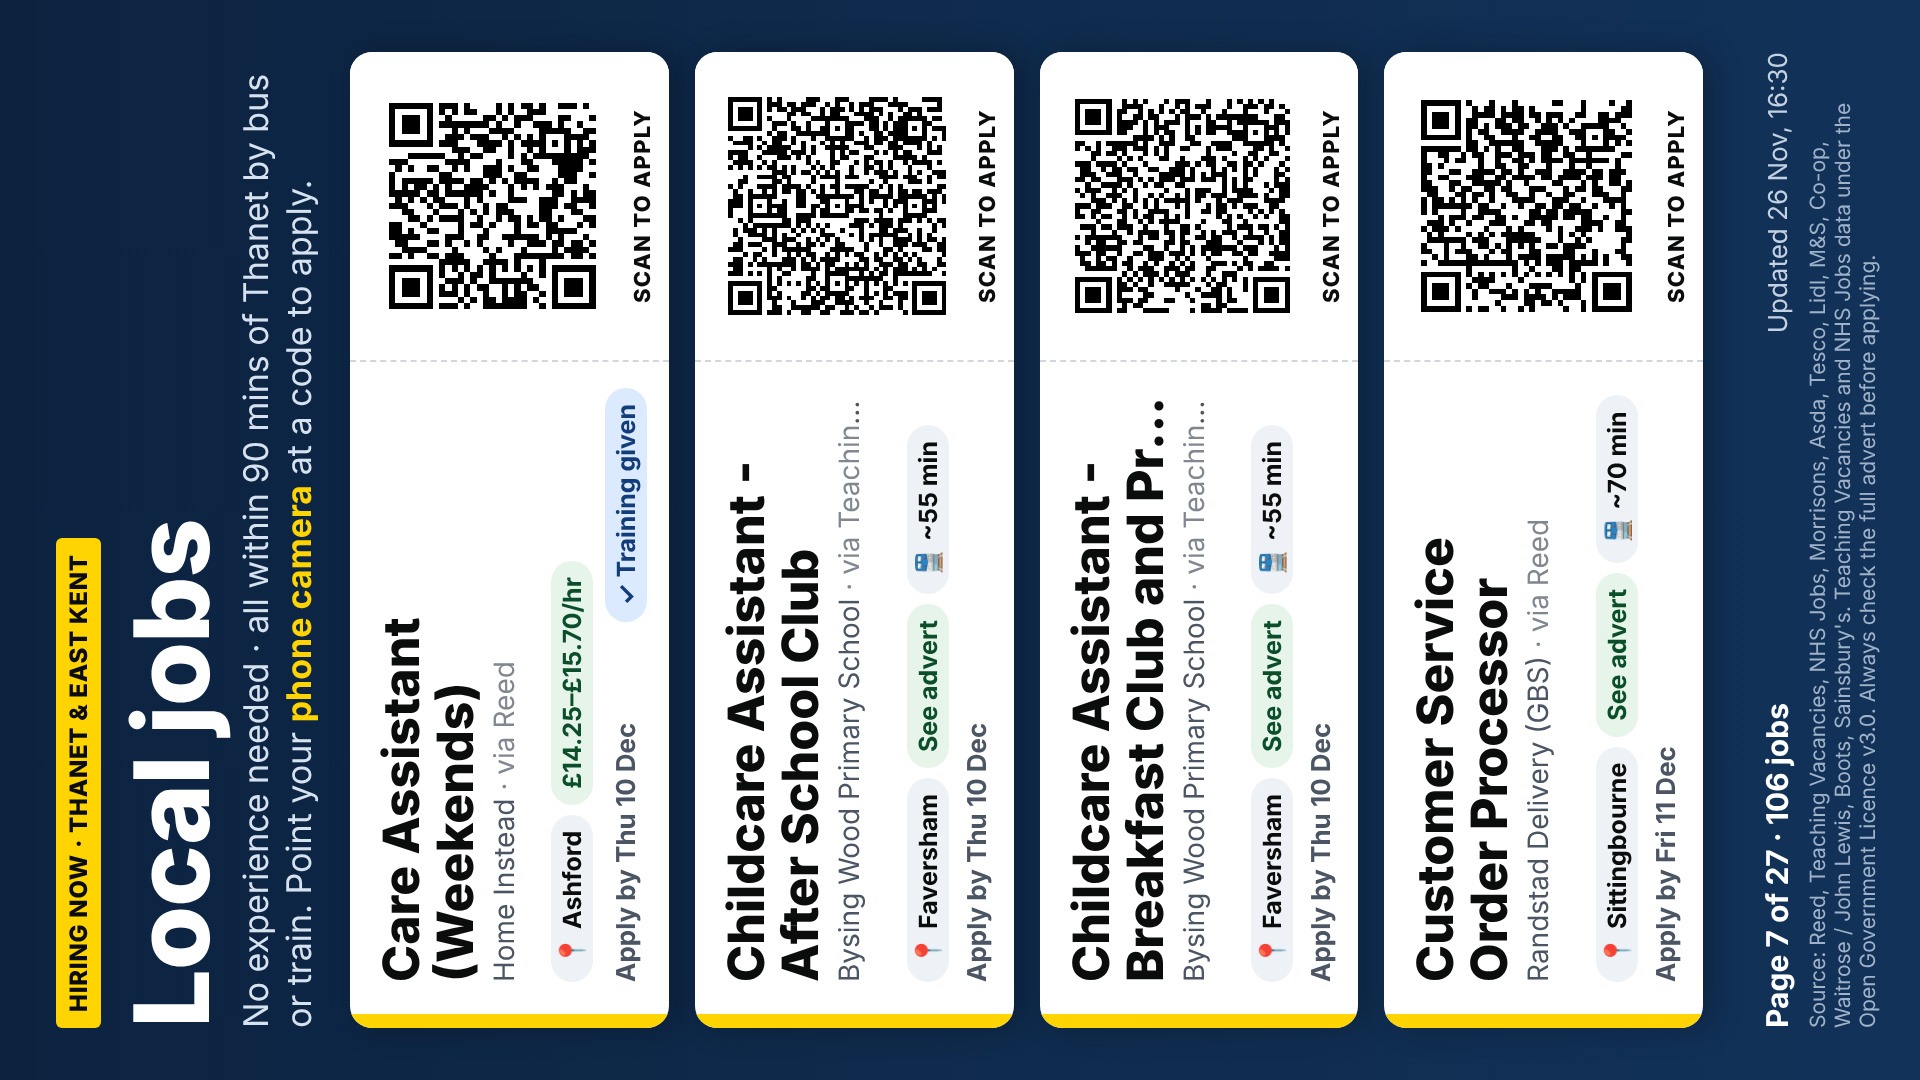 HIRING NOW · THANET & EAST KENT
Local jobs
No experience needed · all within 90 mins of Thanet by bus
or train. Point your phone camera at a code to apply.
Care Assistant
(Weekends)
Home Instead · via Reed
📍 Ashford
£14.25–£15.70/hr
Apply by Thu 10 Dec
✓ Training given
SCAN TO APPLY
Childcare Assistant -
After School Club
Bysing Wood Primary School · via Teachin...
📍 Faversham
See advert
🚉 ~55 min
Apply by Thu 10 Dec
SCAN TO APPLY
Childcare Assistant -
Breakfast Club and Pr...
Bysing Wood Primary School · via Teachin...
📍 Faversham
See advert
🚉 ~55 min
Apply by Thu 10 Dec
SCAN TO APPLY
Customer Service
Order Processor
Randstad Delivery (GBS) · via Reed
📍 Sittingbourne
See advert
🚉 ~70 min
Apply by Fri 11 Dec
SCAN TO APPLY
Page 7 of 27 · 106 jobs
Updated 26 Nov, 16:30
Source: Reed, Teaching Vacancies, NHS Jobs, Morrisons, Asda, Tesco, Lidl, M&S, Co-op,
Waitrose / John Lewis, Boots, Sainsbury's. Teaching Vacancies and NHS Jobs data under the
Open Government Licence v3.0. Always check the full advert before applying.